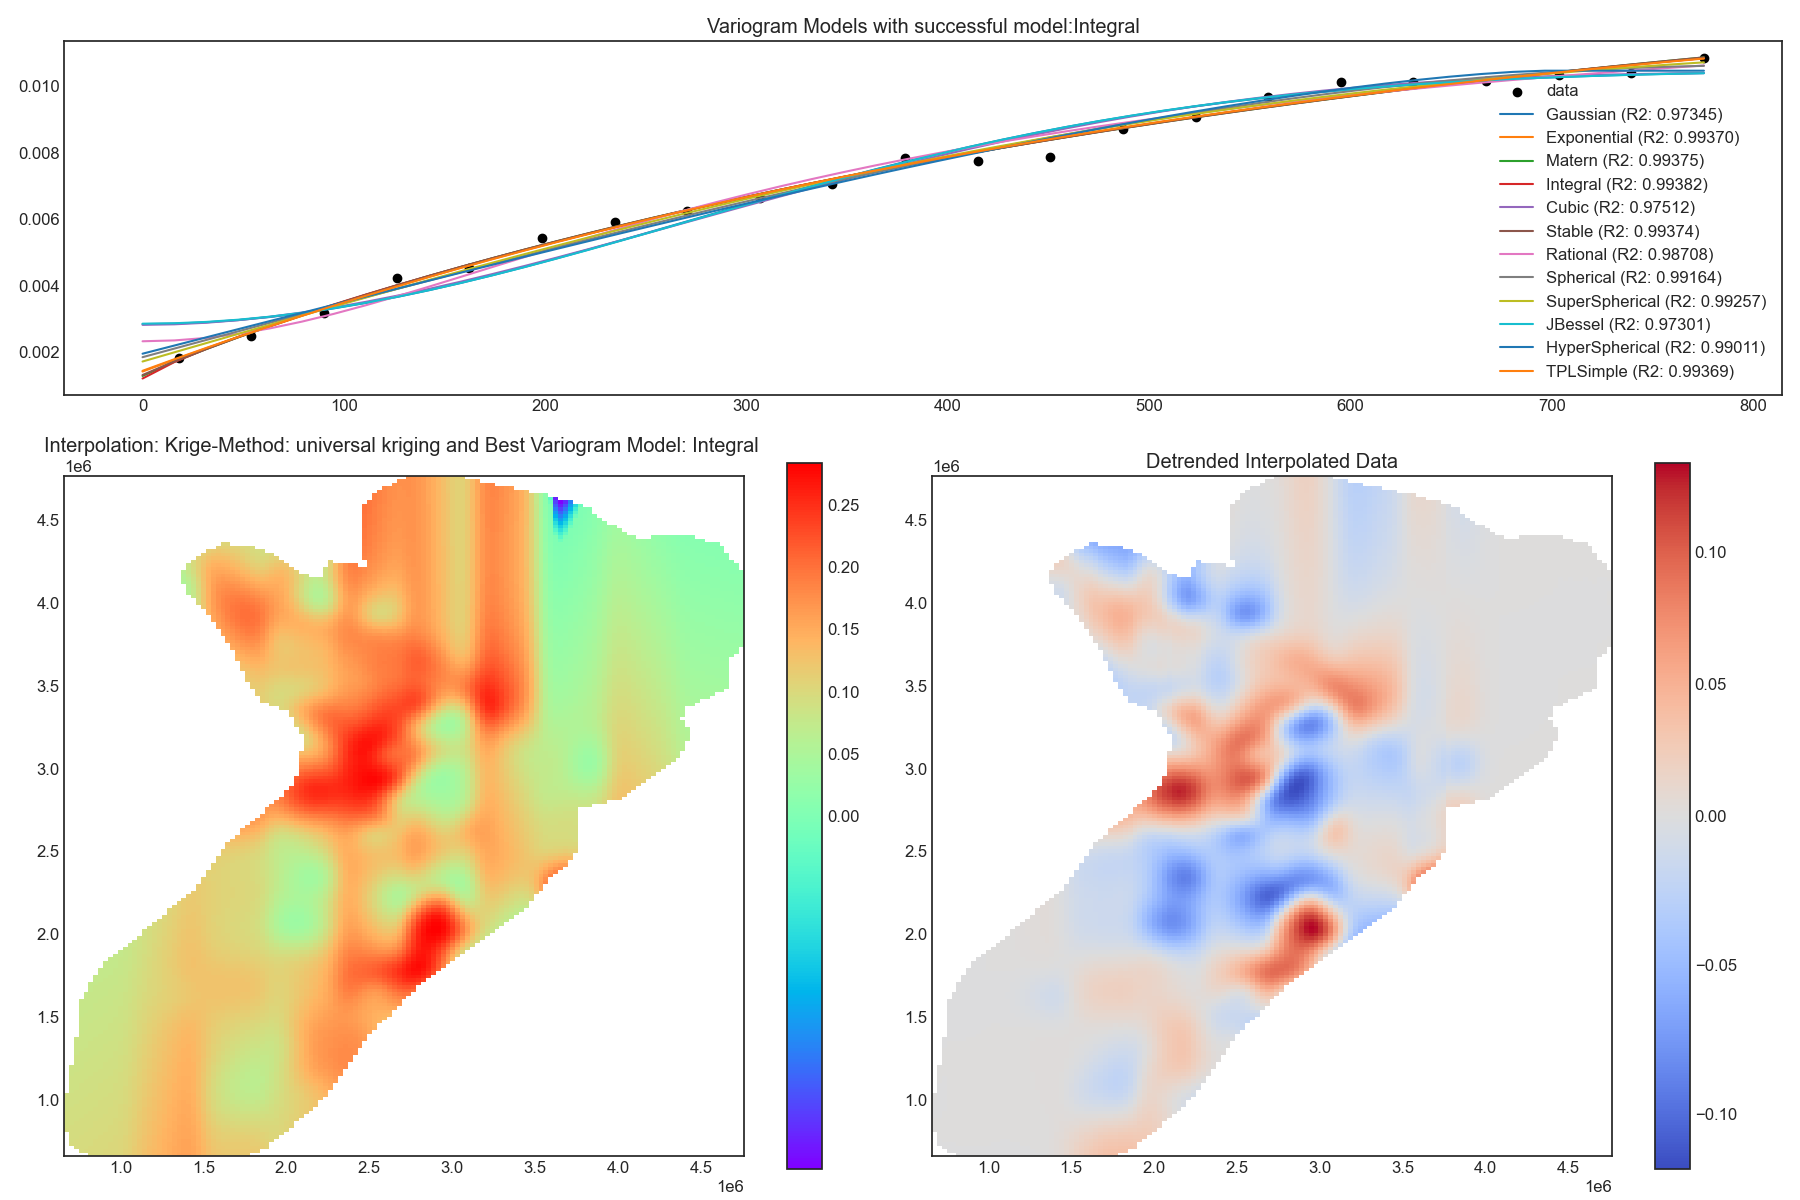 Variogram Models with successful model:Integral
0.010
0.008
0.006
0.004
0.002
data
Gaussian (R2: 0.97345)
Exponential (R2: 0.99370)
Matern (R2: 0.99375)
Integral (R2: 0.99382)
Cubic (R2: 0.97512)
Stable (R2: 0.99374)
Rational (R2: 0.98708)
Spherical (R2: 0.99164)
SuperSpherical (R2: 0.99257)
JBessel (R2: 0.97301)
HyperSpherical (R2: 0.99011)
TPLSimple (R2: 0.99369)
0 100 200 300 400 500 600 700 800
Interpolation: Krige-Method: universal kriging and Best Variogram Model: Integral
1e6
4.5
4.0
3.5
3.0
2.5
2.0
1.5
1.0
1.0 1.5 2.0 2.5 3.0 3.5 4.0 4.5
1e6
0.25
0.20
0.15
0.10
0.05
0.00
Detrended Interpolated Data
1e6
4.5
4.0
3.5
3.0
2.5
2.0
1.5
1.0
1.0 1.5 2.0 2.5 3.0 3.5 4.0 4.5
1e6
0.10
0.05
0.00
−0.05
−0.10